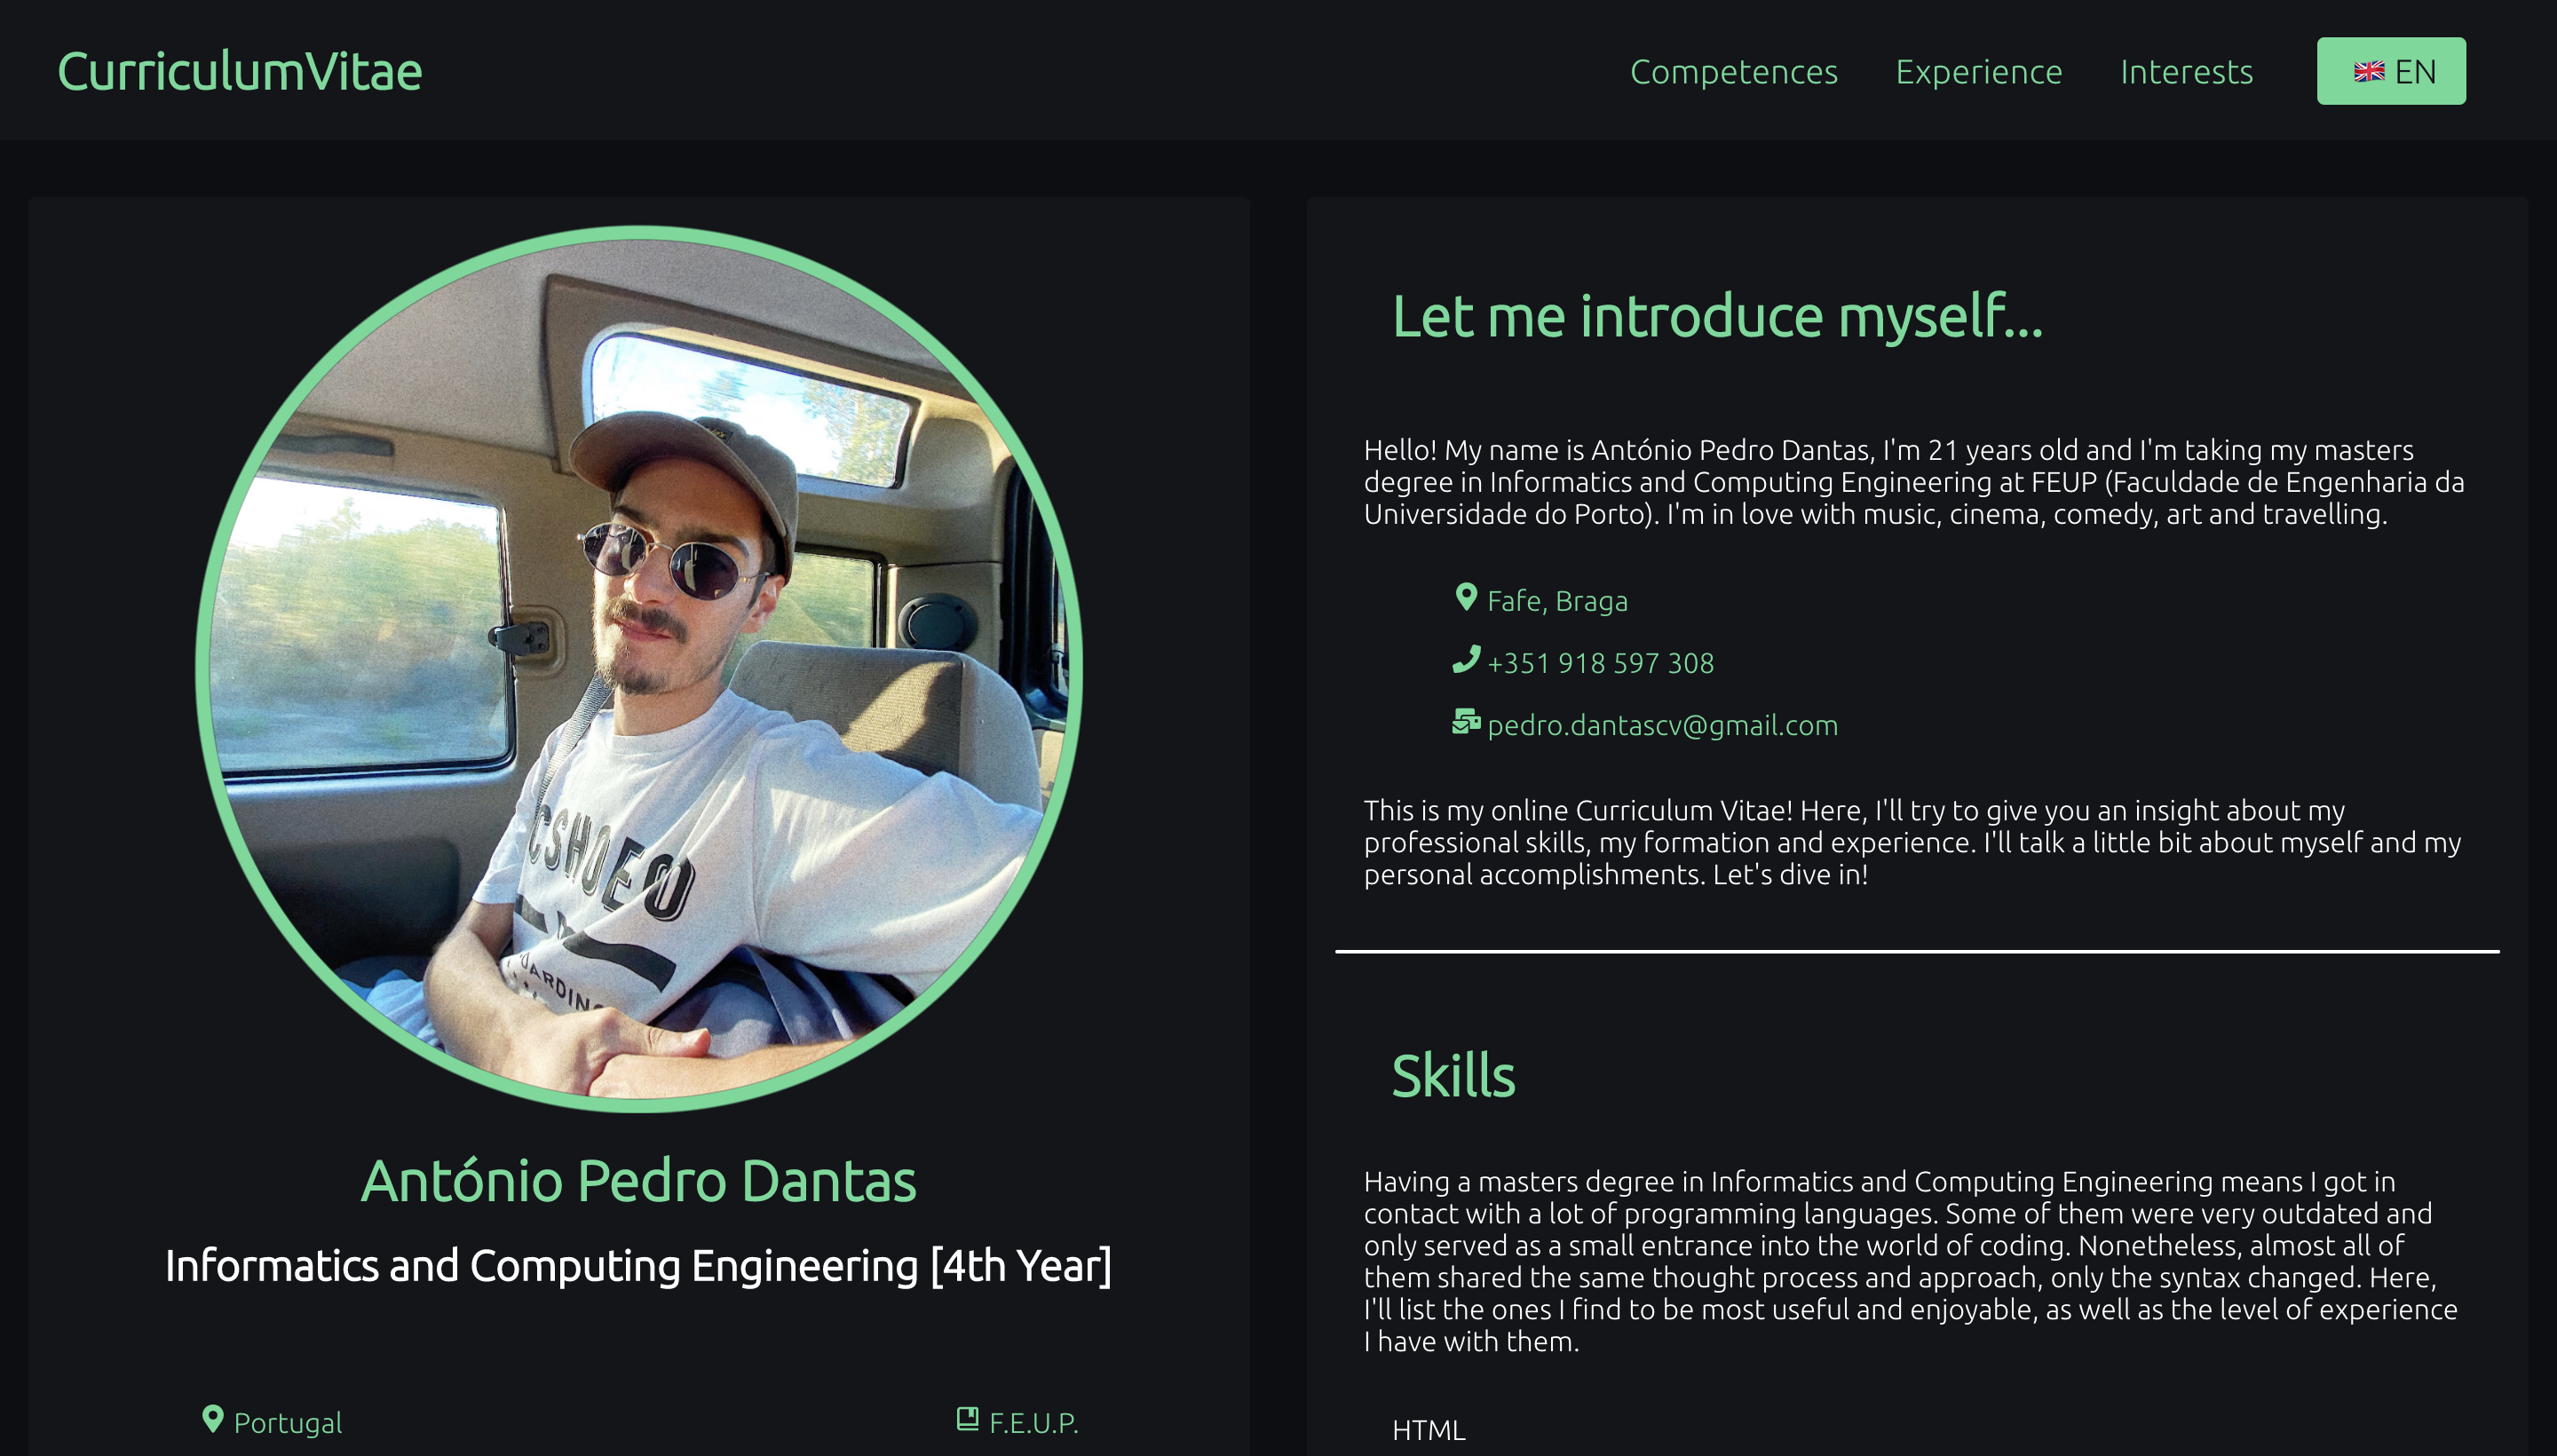 CurriculumVitae
Competences
Experience
Interests
EN
CSHOEO
UARDING
António Pedro Dantas
Informatics and Computing Engineering [4th Year]
Portugal
F.E.U.P.
Let me introduce myself...
Hello! My name is António Pedro Dantas, I'm 21 years old and I'm taking my masters
degree in Informatics and Computing Engineering at FEUP (Faculdade de Engenharia da
Universidade do Porto). I'm in love with music, cinema, comedy, art and travelling.
Fafe, Braga
+351 918 597 308
pedro.dantascv@gmail.com
This is my online Curriculum Vitae! Here, I'll try to give you an insight about my
professional skills, my formation and experience. I'll talk a little bit about myself and my
personal accomplishments. Let's dive in!
Skills
Having a masters degree in Informatics and Computing Engineering means I got in
contact with a lot of programming languages. Some of them were very outdated and
only served as a small entrance into the world of coding. Nonetheless, almost all of
them shared the same thought process and approach, only the syntax changed. Here,
I'll list the ones I find to be most useful and enjoyable, as well as the level of experience
I have with them.
HTML